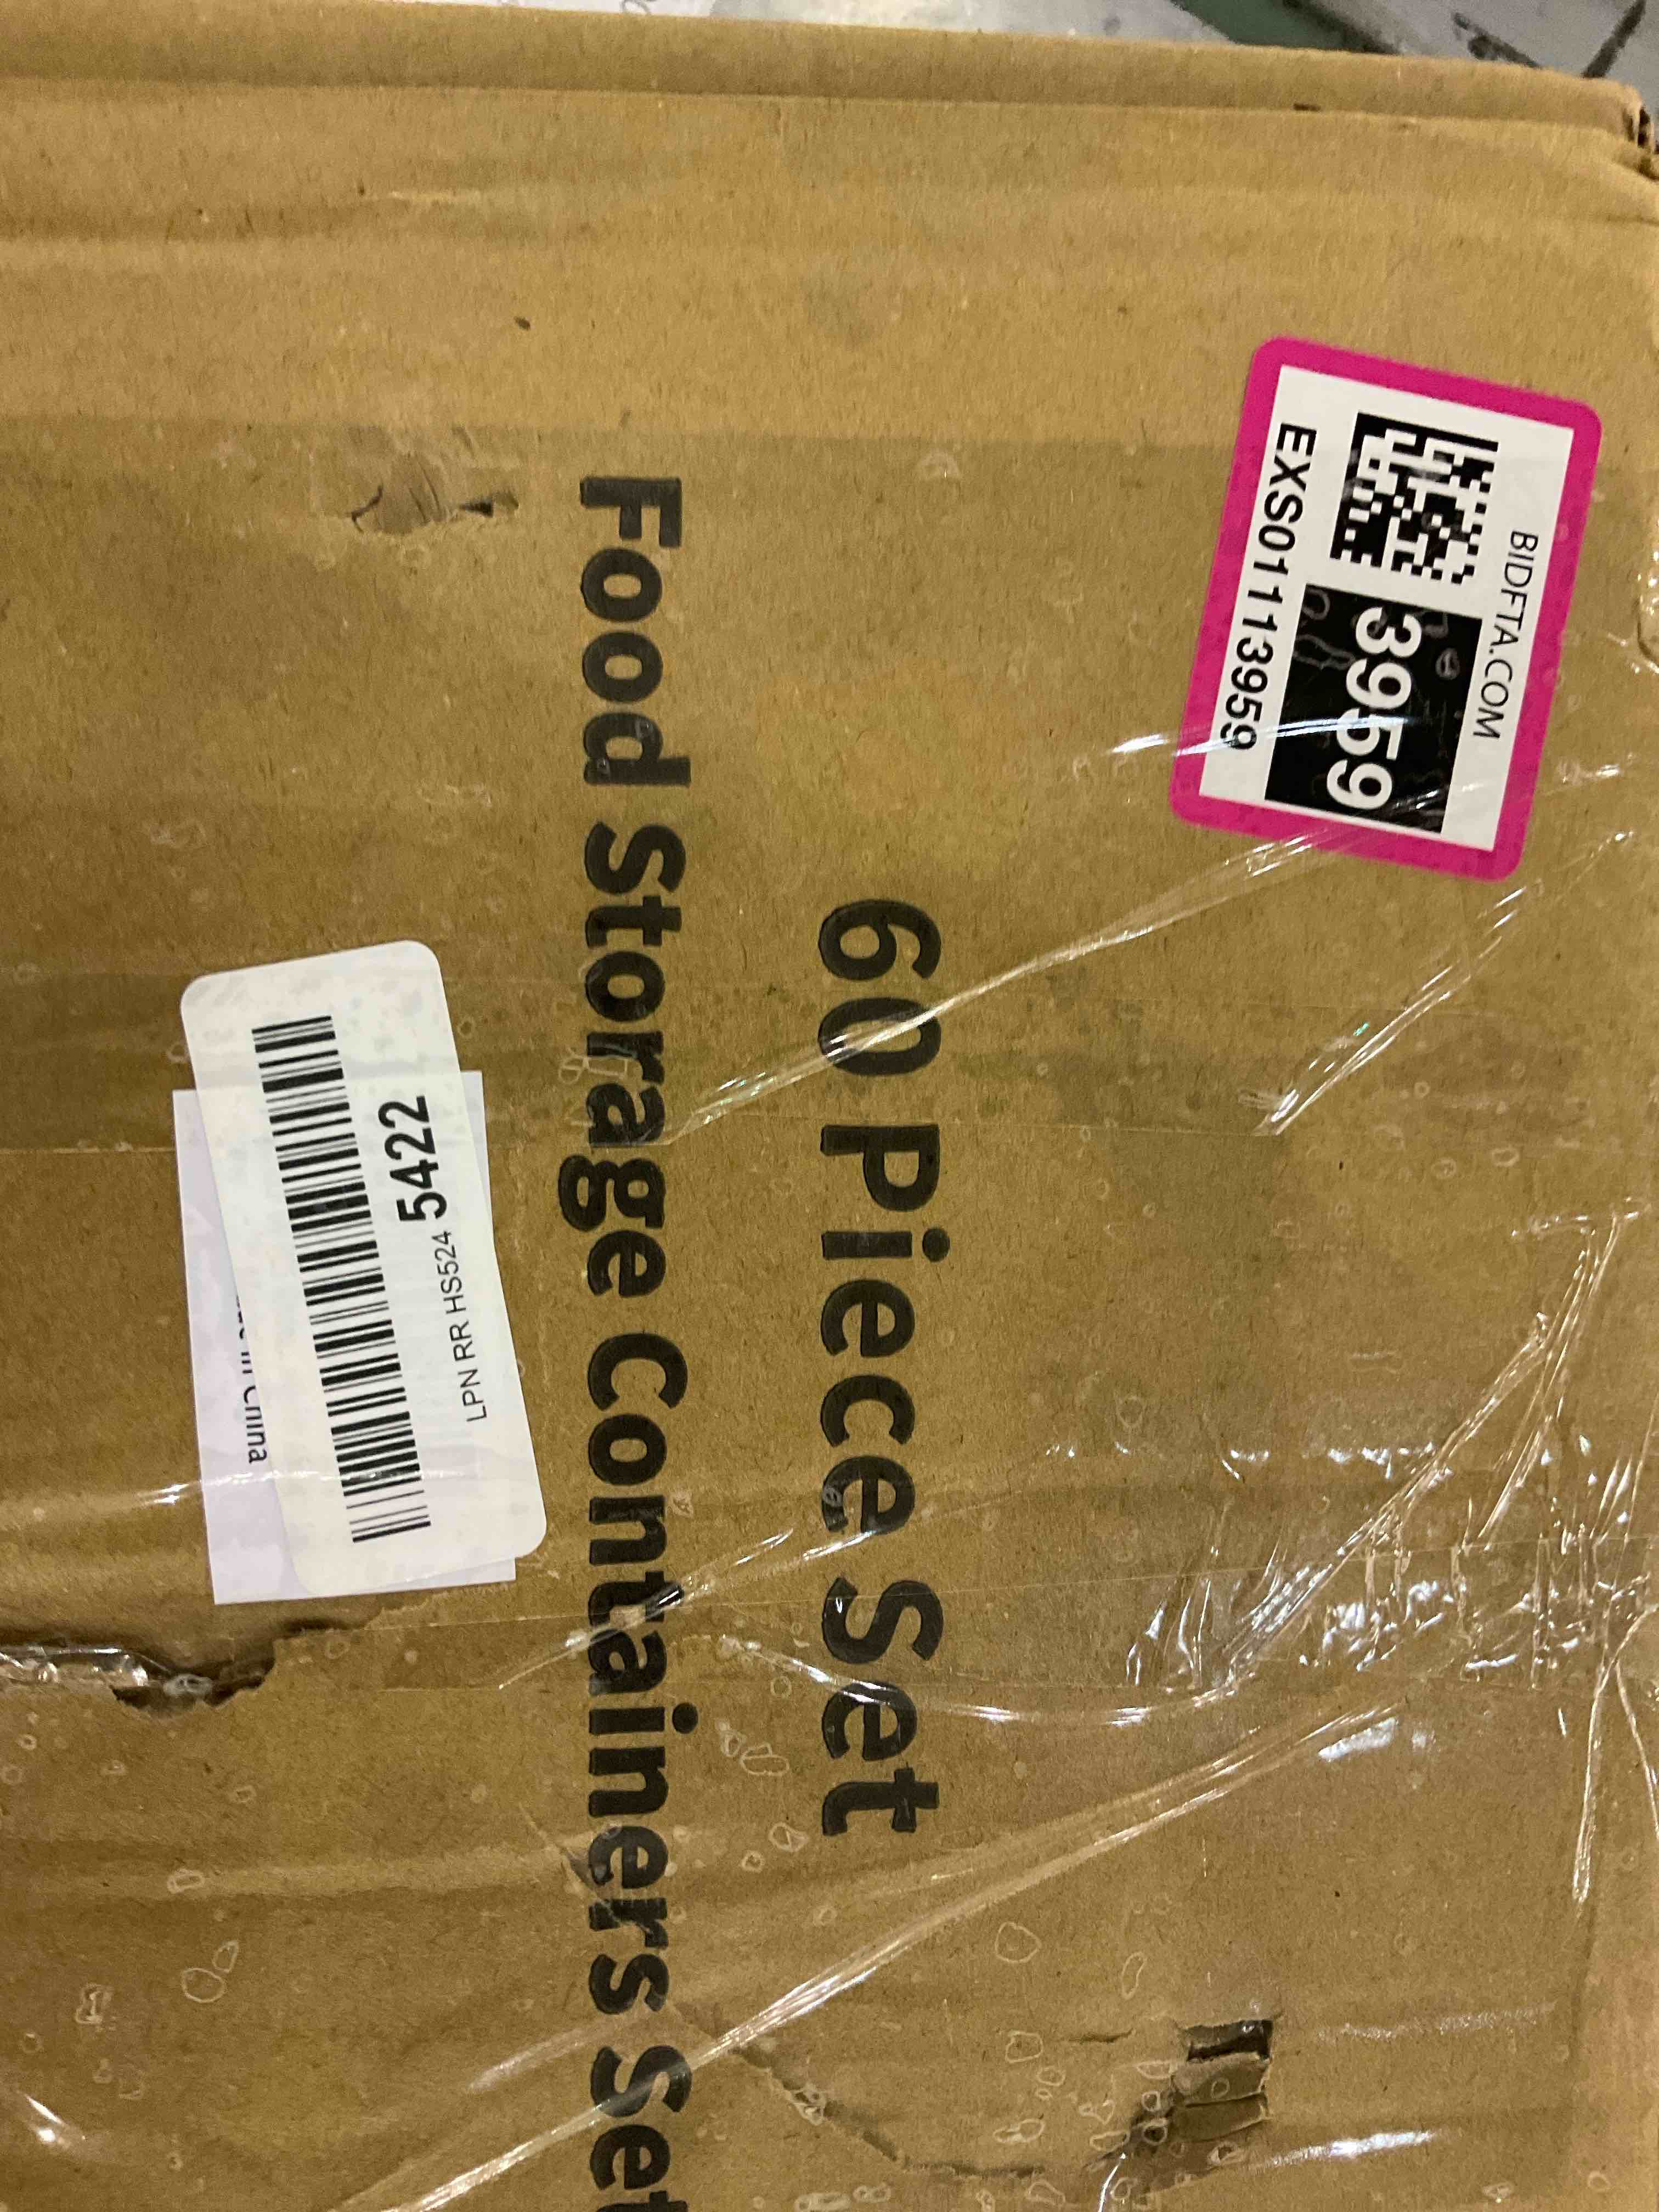 BIDFTA.COM
3959
EXS01113959
60 Piece Set
Food Storage Containers Set
5422
LPN RR HS524
China